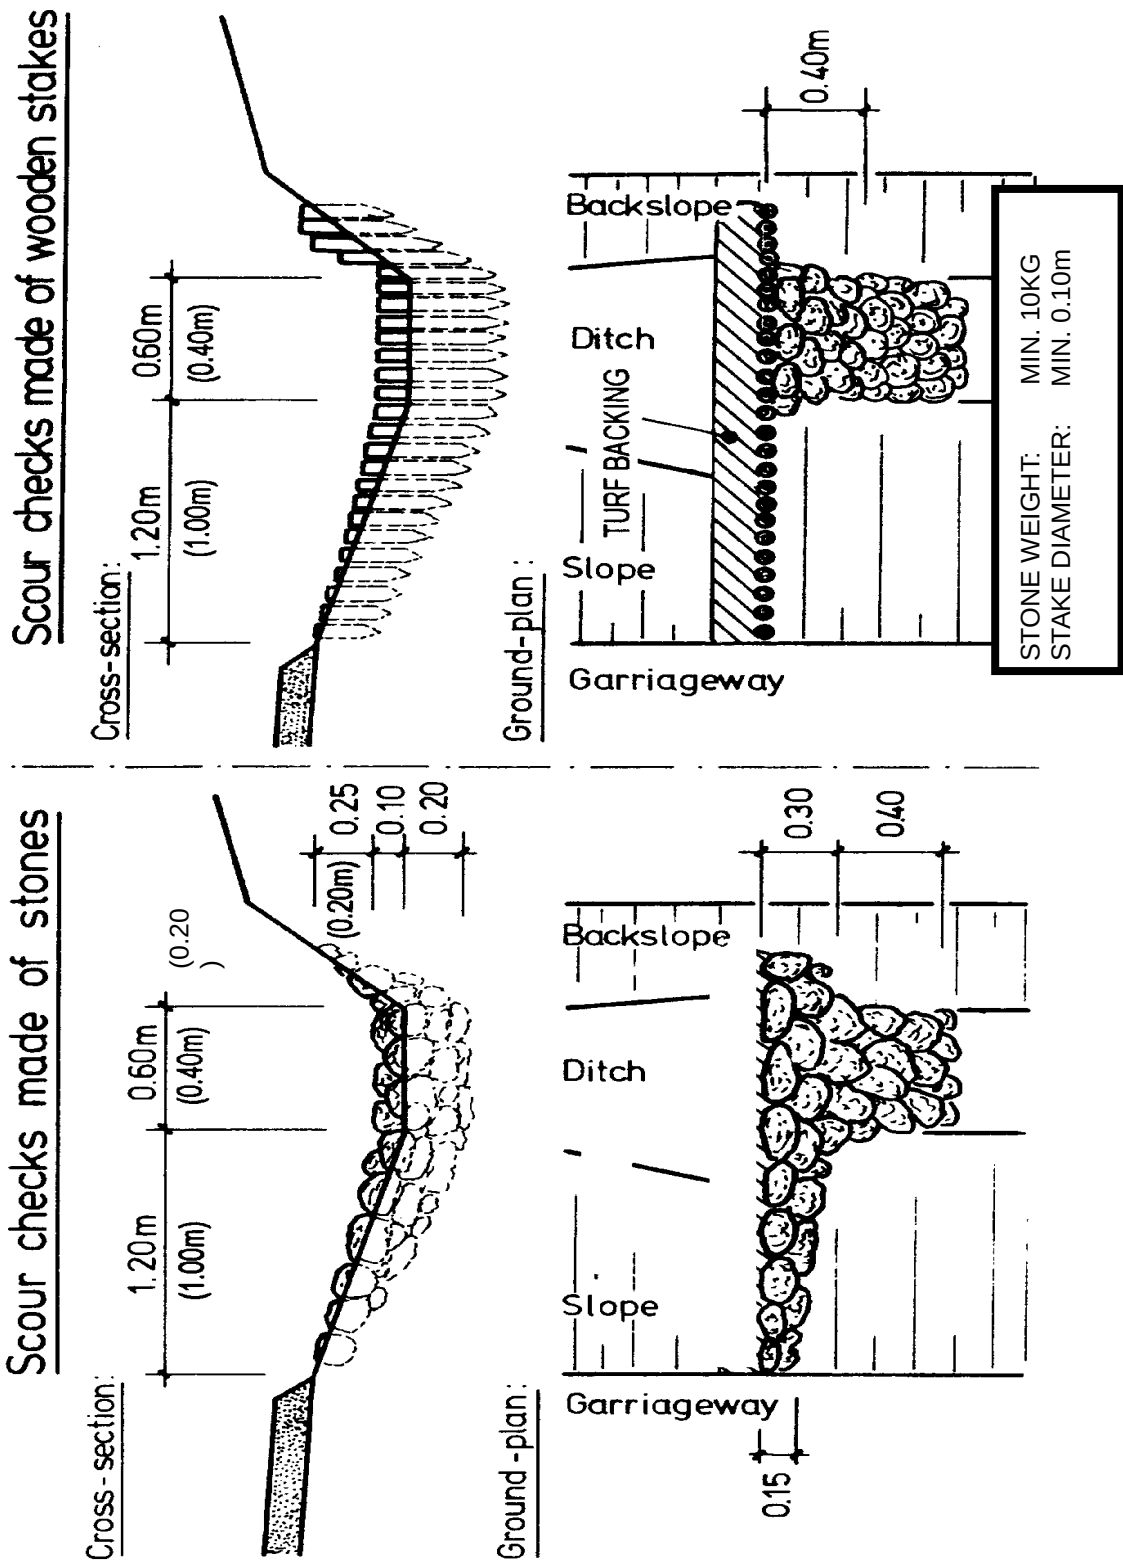 Scour checks made of stones
Cross-section:
1.20m
(1.00m)
0.60m
(0.40m)
(0.20
)
(0.20m)
0.25
0.10
0.20
Ground-plan:
Garriageway
Slope
Ditch
Backslope
0.15
0.30
0.40
Scour checks made of wooden stakes
Cross-section:
1.20m
(1.00m)
0.60m
(0.40m)
Ground-plan:
Garriageway
Slope
TURF BACKING
Ditch
Backslope
0.40m
STONE WEIGHT: MIN. 10KG
STAKE DIAMETER: MIN. 0.10m